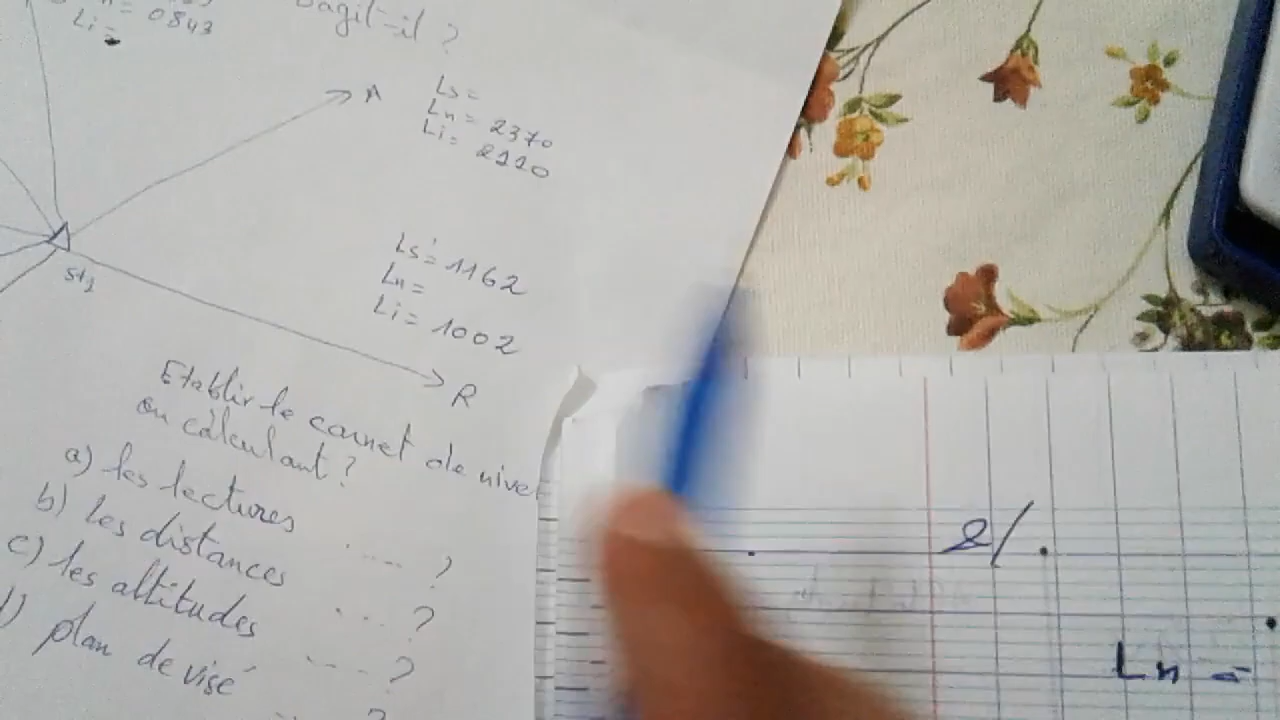 = 0843
Li =
s'agit-il ?
A
Ls =
Ln = 2370
Li = 2120
St1
Ls = 1162
Ln =
Li = 1002
R
Etablir le carnet de nivel
en calculant ?
a) les lectures .... ?
b) les distances ... ?
c) les altitudes .... ?
d) plan de visé ?
2/.
Ln =